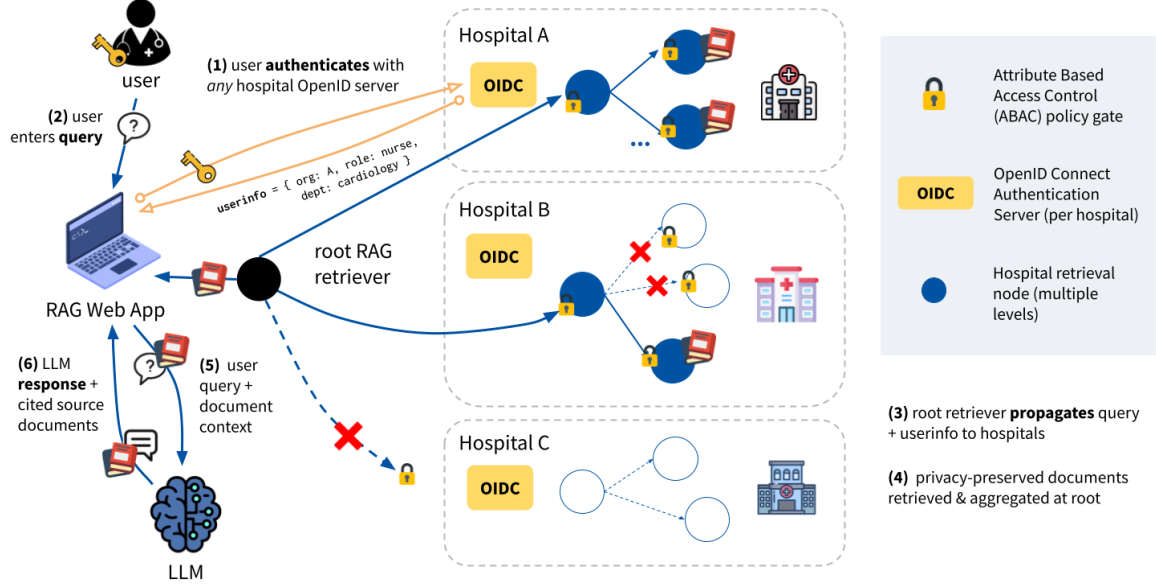 user
(1) user authenticates with
any hospital OpenID server
(2) user
enters query
userinfo = { org: A, role: nurse,
dept: cardiology }
RAG Web App
root RAG
retriever
(6) LLM
response +
cited source
documents
(5) user
query +
document
context
LLM
Hospital A
OIDC
...
Hospital B
OIDC
Hospital C
OIDC
Attribute Based
Access Control
(ABAC) policy gate
OIDC
OpenID Connect
Authentication
Server (per hospital)
Hospital retrieval
node (multiple
levels)
(3) root retriever propagates query
+ userinfo to hospitals
(4) privacy-preserved documents
retrieved & aggregated at root